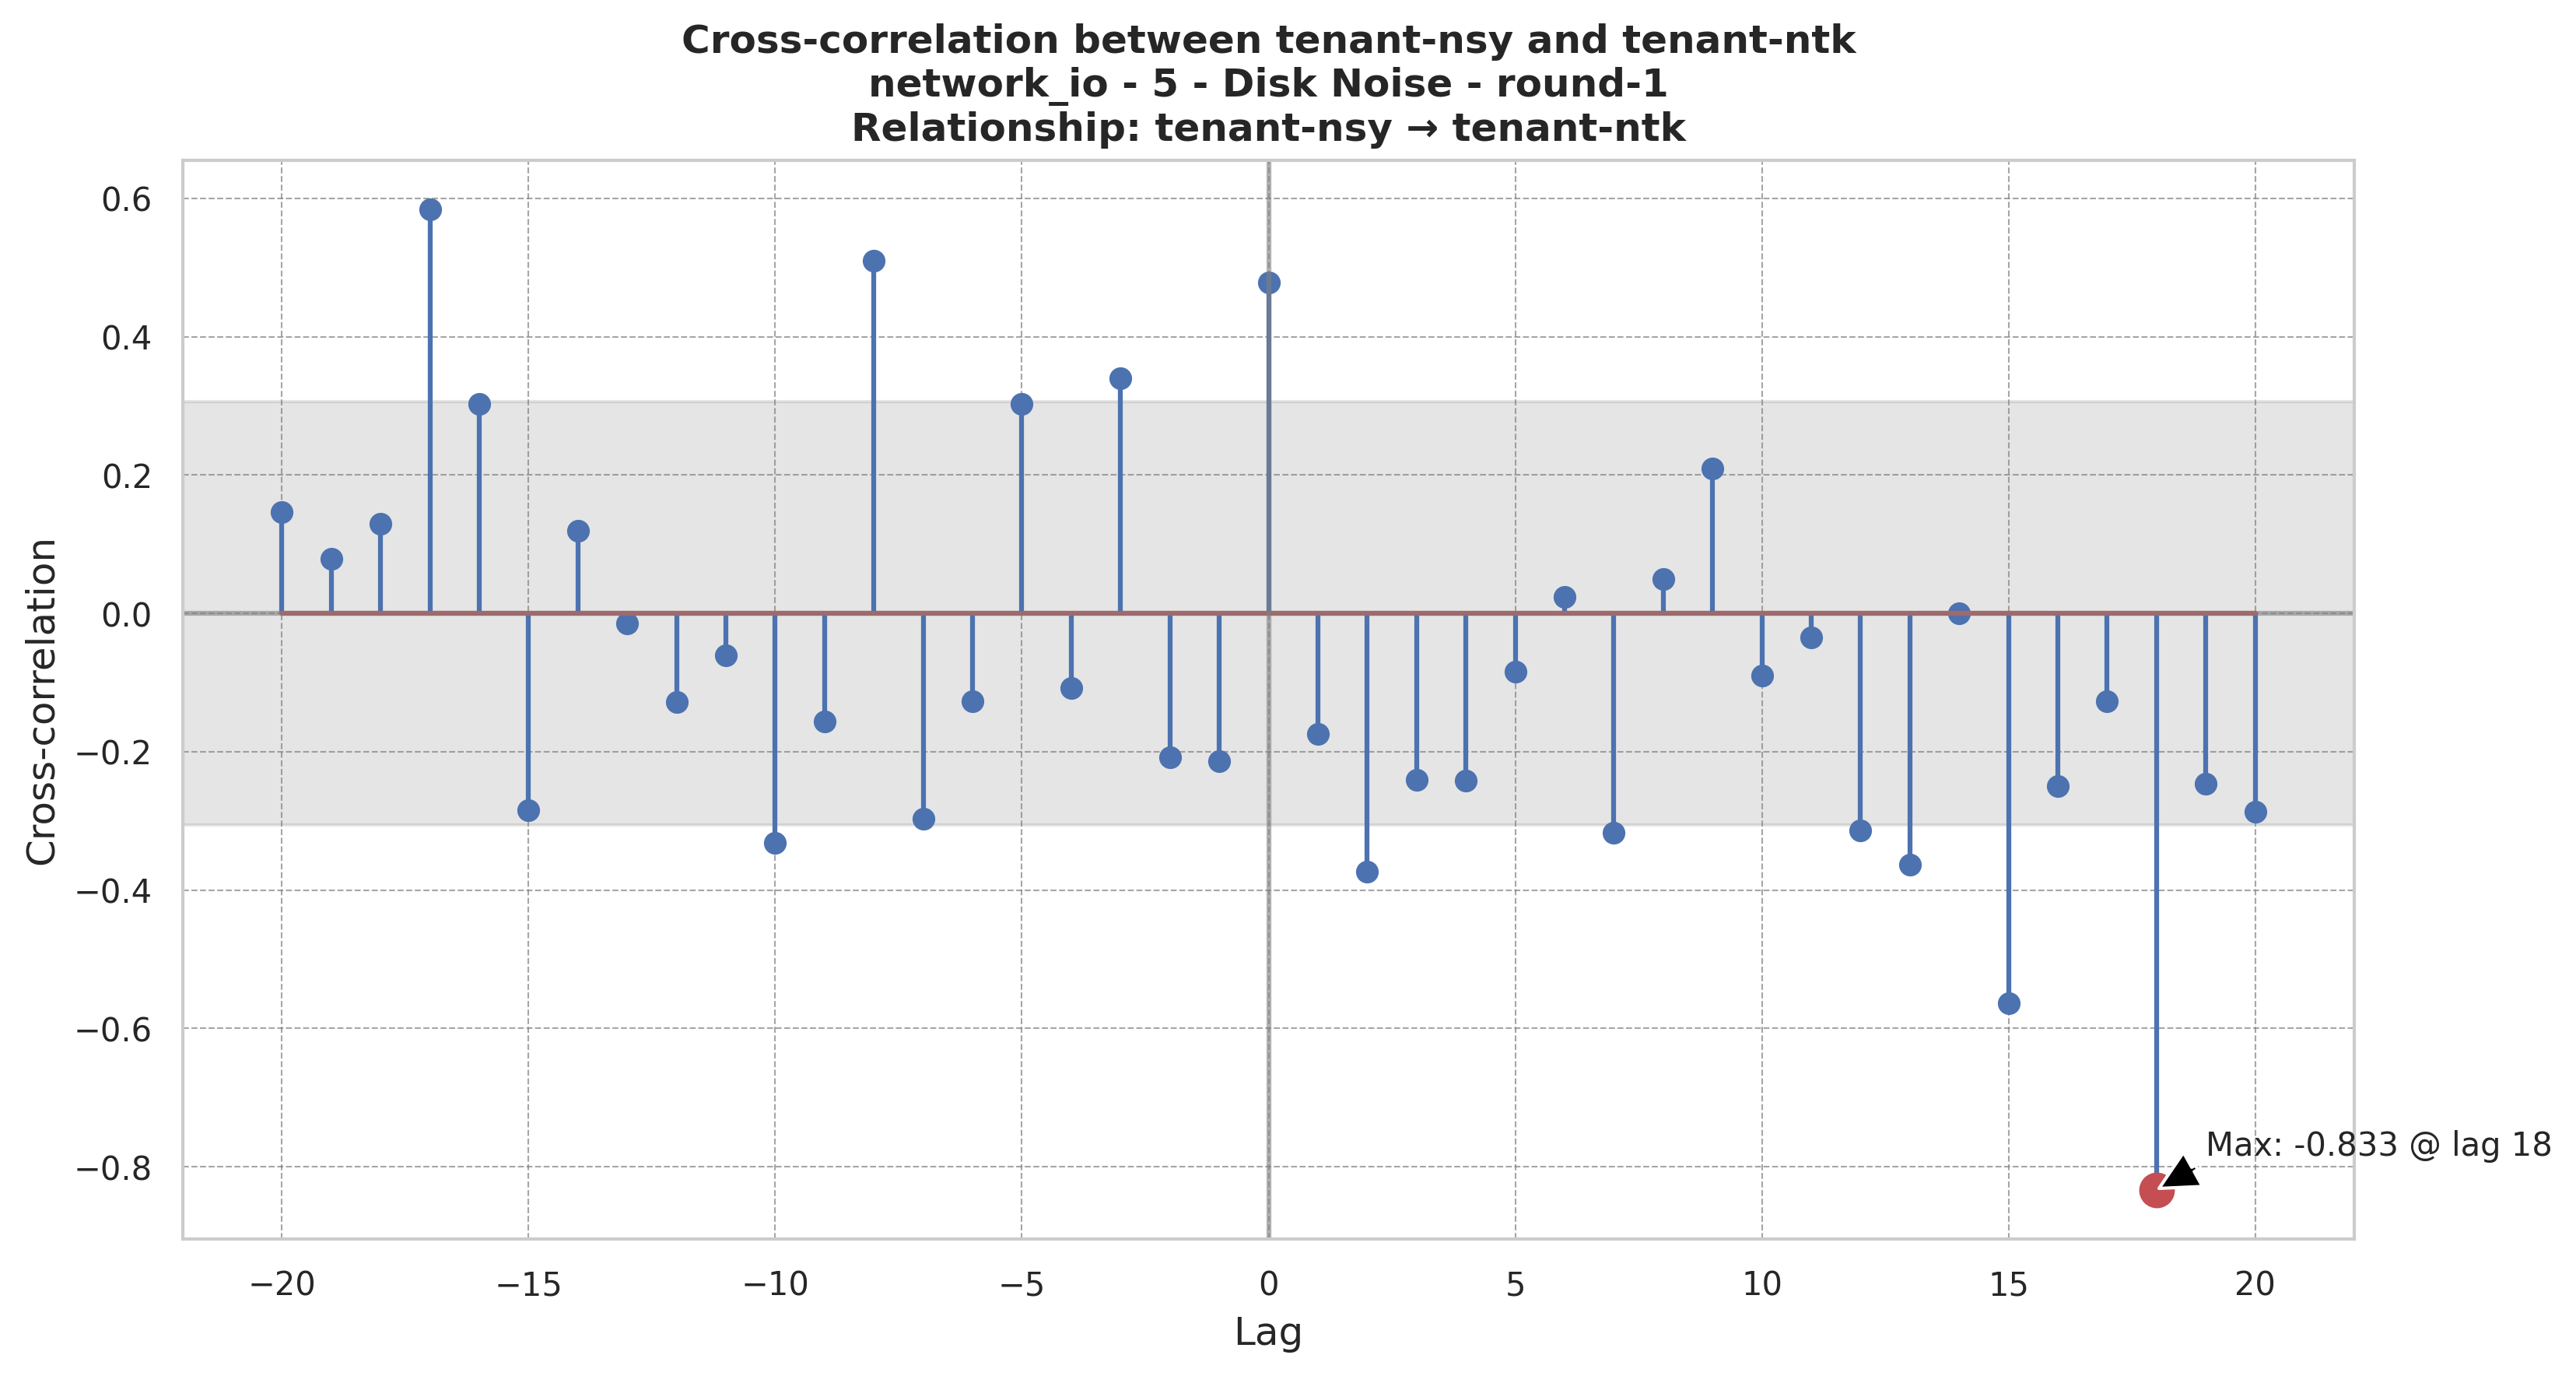 Cross-correlation between tenant-nsy and tenant-ntk
network_io - 5 - Disk Noise - round-1
Relationship: tenant-nsy → tenant-ntk
Cross-correlation
0.6
0.4
0.2
0.0
−0.2
−0.4
−0.6
−0.8
Max: -0.833 @ lag 18
−20 −15 −10 −5 0 5 10 15 20
Lag